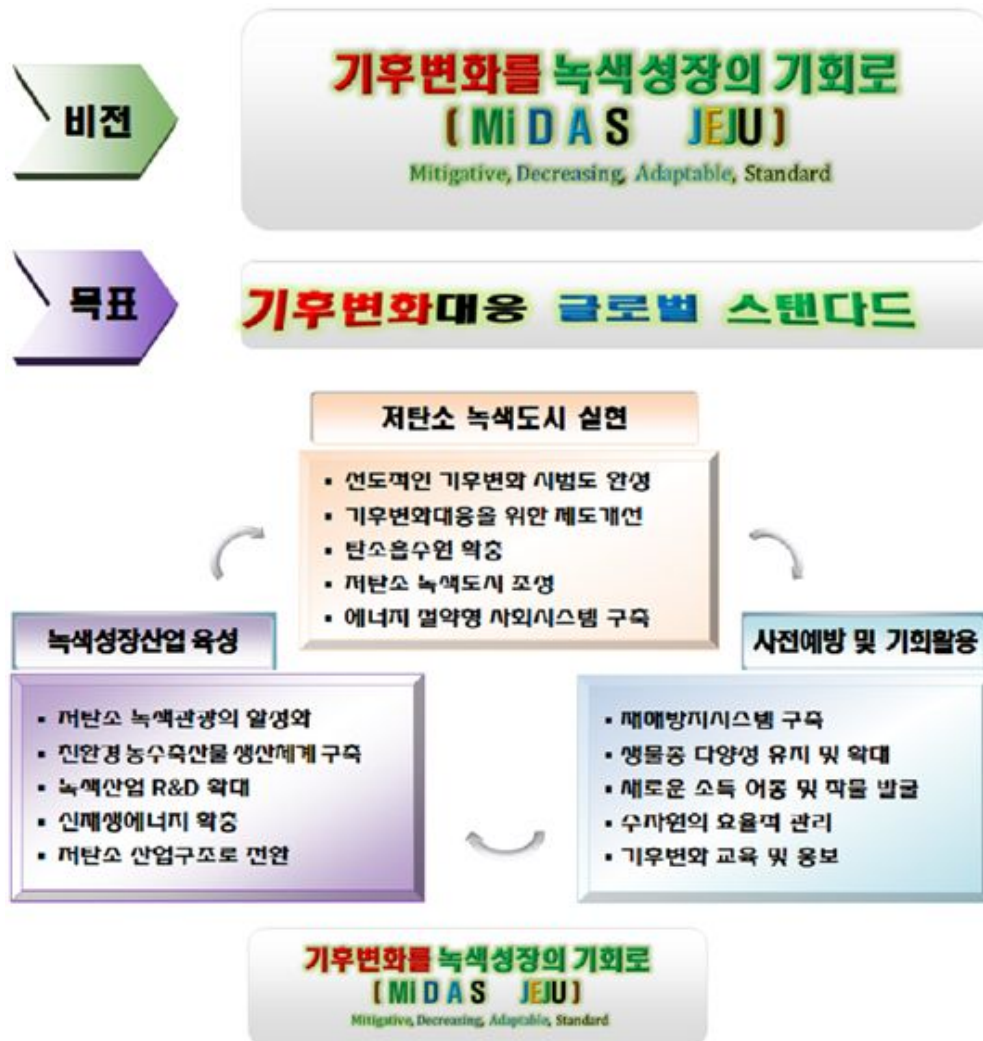 비전
기후변화를 녹색성장의 기회로
( Mi D A S JEJU )
Mitigative, Decreasing, Adaptable, Standard
목표
기후변화대응 글로벌 스탠다드
저탄소 녹색도시 실현
▪ 선도적인 기후변화 시범도 완성
▪ 기후변화대응을 위한 제도개선
▪ 탄소흡수원 확충
▪ 저탄소 녹색도시 조성
▪ 에너지 절약형 사회시스템 구축
녹색성장산업 육성
▪ 저탄소 녹색관광의 활성화
▪ 친환경 농수축산물 생산체계 구축
▪ 녹색산업 R&D 확대
▪ 신재생에너지 확충
▪ 저탄소 산업구조로 전환
사전예방 및 기회활용
▪ 재해방지시스템 구축
▪ 생물종 다양성 유지 및 확대
▪ 새로운 소득 어종 및 작물 발굴
▪ 수자원의 효율적 관리
▪ 기후변화 교육 및 홍보
기후변화를 녹색성장의 기회로
( Mi D A S JEJU )
Mitigative, Decreasing, Adaptable, Standard